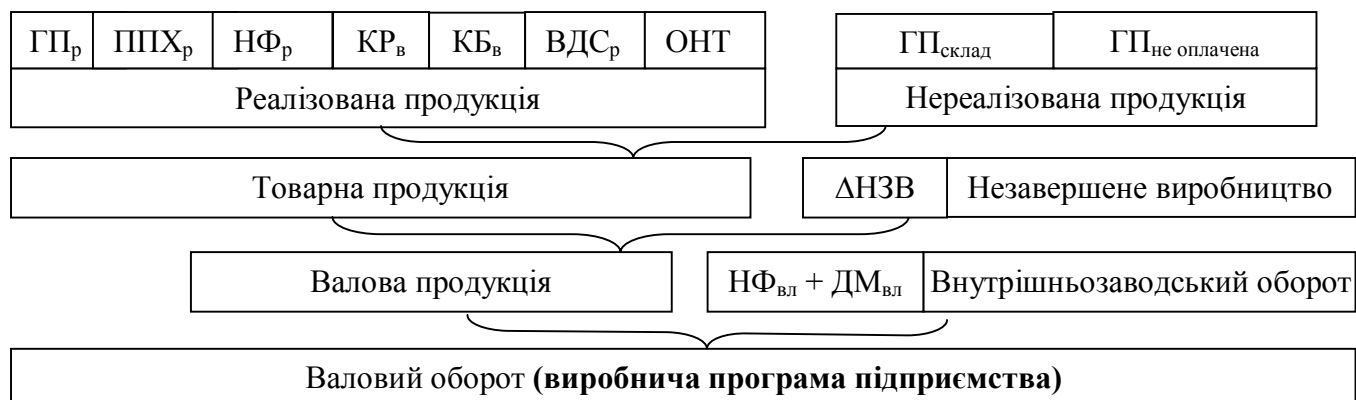 ГПр ППХр НФр КРв КБв ВДСр ОНТ ГПсклад ГПне оплачена
Реалізована продукція Нереалізована продукція
Товарна продукція ΔНЗВ Незавершене виробництво
Валова продукція НФвл + ДМвл Внутрішньозаводський оборот
Валовий оборот (виробнича програма підприємства)